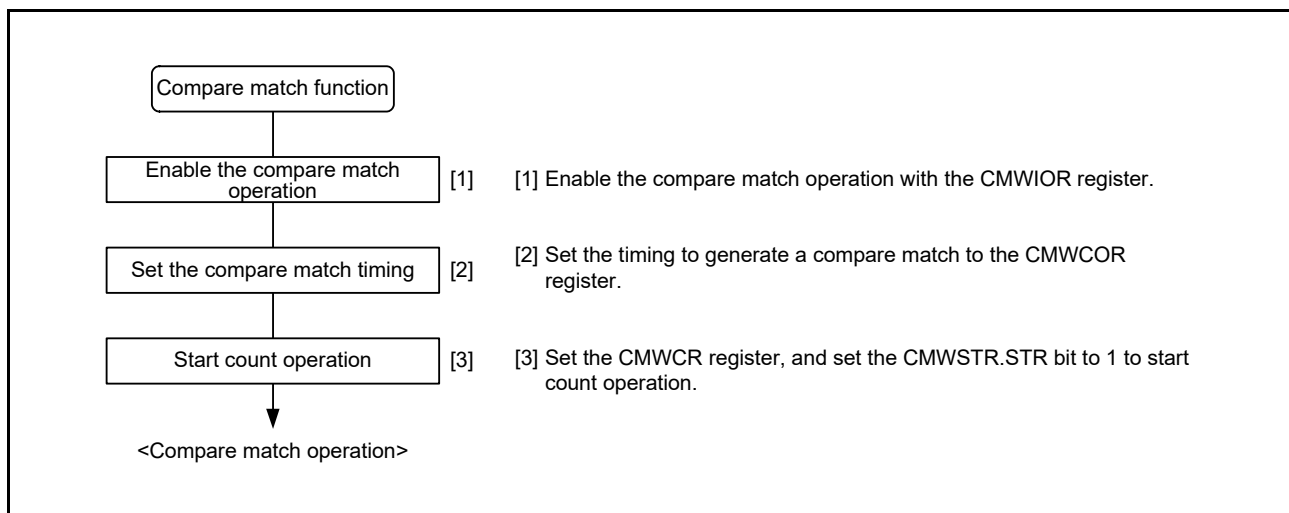 Compare match function
Enable the compare match
operation
[1]
[1] Enable the compare match operation with the CMWIOR register.
Set the compare match timing
[2]
[2] Set the timing to generate a compare match to the CMWCOR
register.
Start count operation
[3]
[3] Set the CMWCR register, and set the CMWSTR.STR bit to 1 to start
count operation.
<Compare match operation>